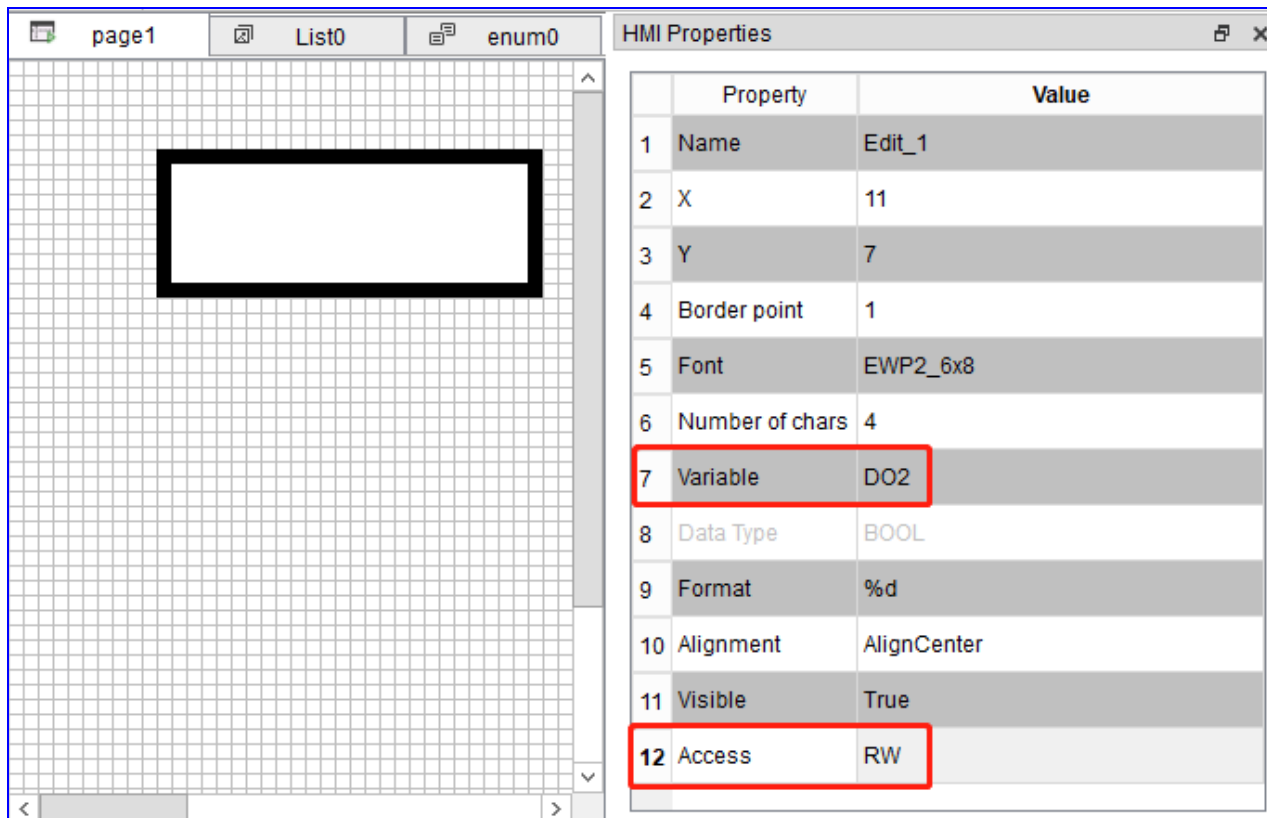 page1 List0 enum0 HMI Properties
Property Value
1 Name Edit_1
2 X 11
3 Y 7
4 Border point 1
5 Font EWP2_6x8
6 Number of chars 4
7 Variable DO2
8 Data Type BOOL
9 Format %d
10 Alignment AlignCenter
11 Visible True
12 Access RW